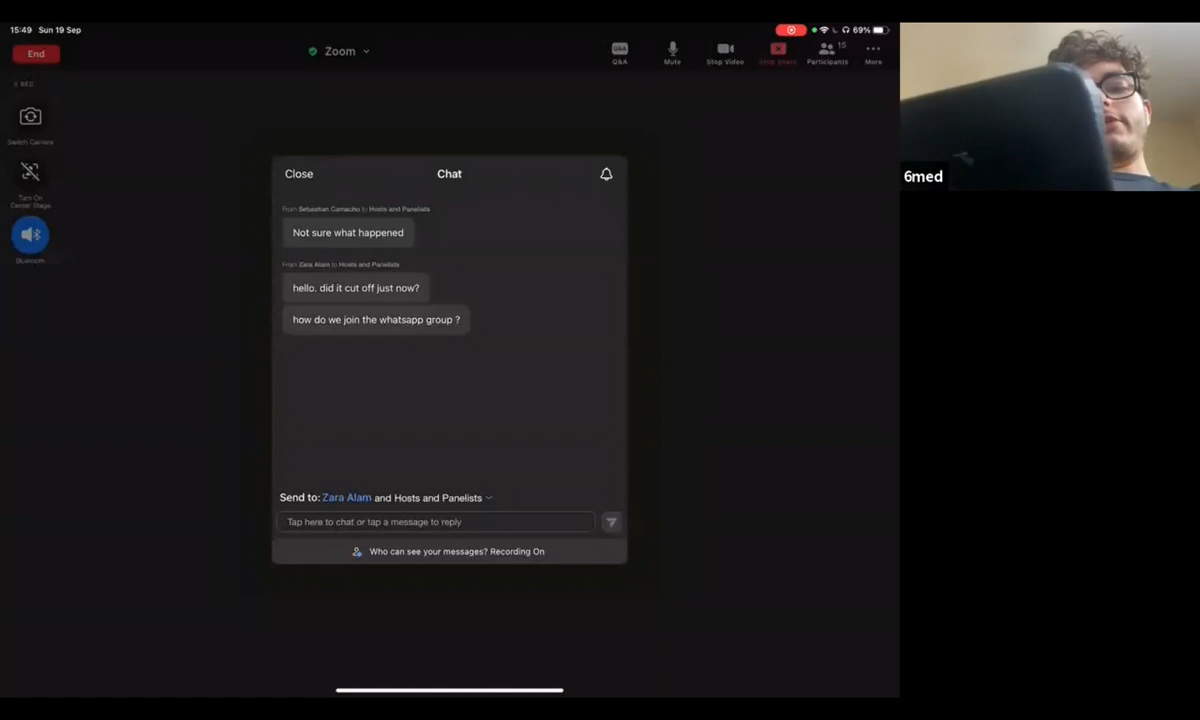 15:49 Sun 19 Sep
69%
End
Zoom
Q&A
Q&A
Mute
Stop Video
Stop Share
Participants
15
More
REC
Switch Camera
Turn On
Center Stage
Bluetooth
Close
Chat
From Sebastian Camacho to Hosts and Panelists
Not sure what happened
From Zara Alam to Hosts and Panelists
hello. did it cut off just now?
how do we join the whatsapp group ?
Send to: Zara Alam and Hosts and Panelists
Tap here to chat or tap a message to reply
Who can see your messages? Recording On
6med